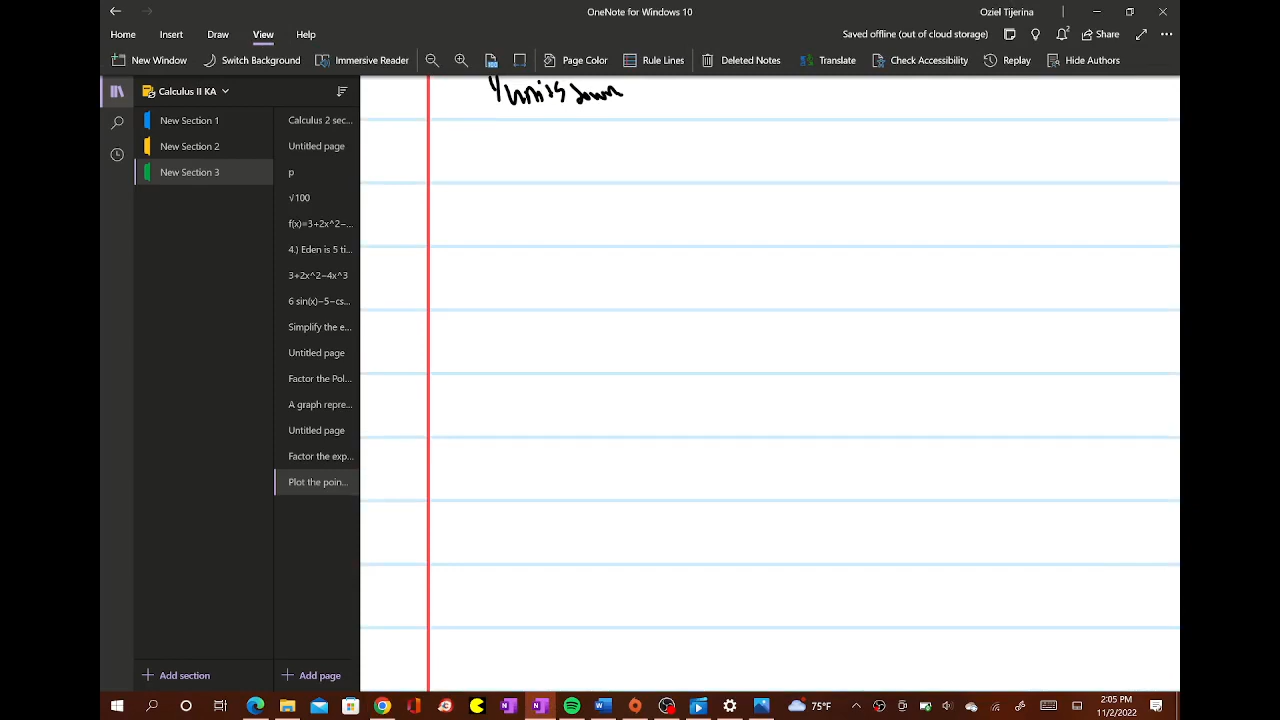 OneNote for Windows 10
Oziel Tijerina
Home Insert Draw View Help
Saved offline (out of cloud storage)
Share
New Window Switch Background Immersive Reader Page Color Rule Lines Deleted Notes Translate Check Accessibility Replay Hide Authors
Calculus II KA
New Section 1
New Section 2
New Section 3
Calculus 2 sec...
Untitled page
p
√100
f(x)=3+2x^2−...
4.) Eden is 5 ti...
3+2x^2−4x^3
6 sin(x)−5−cs...
Simplify the e...
Untitled page
Factor the Pol...
A graph repre...
Untitled page
Factor the exp...
Plot the poin...
units down
Add section
Add page
75°F
2:05 PM
11/2/2022